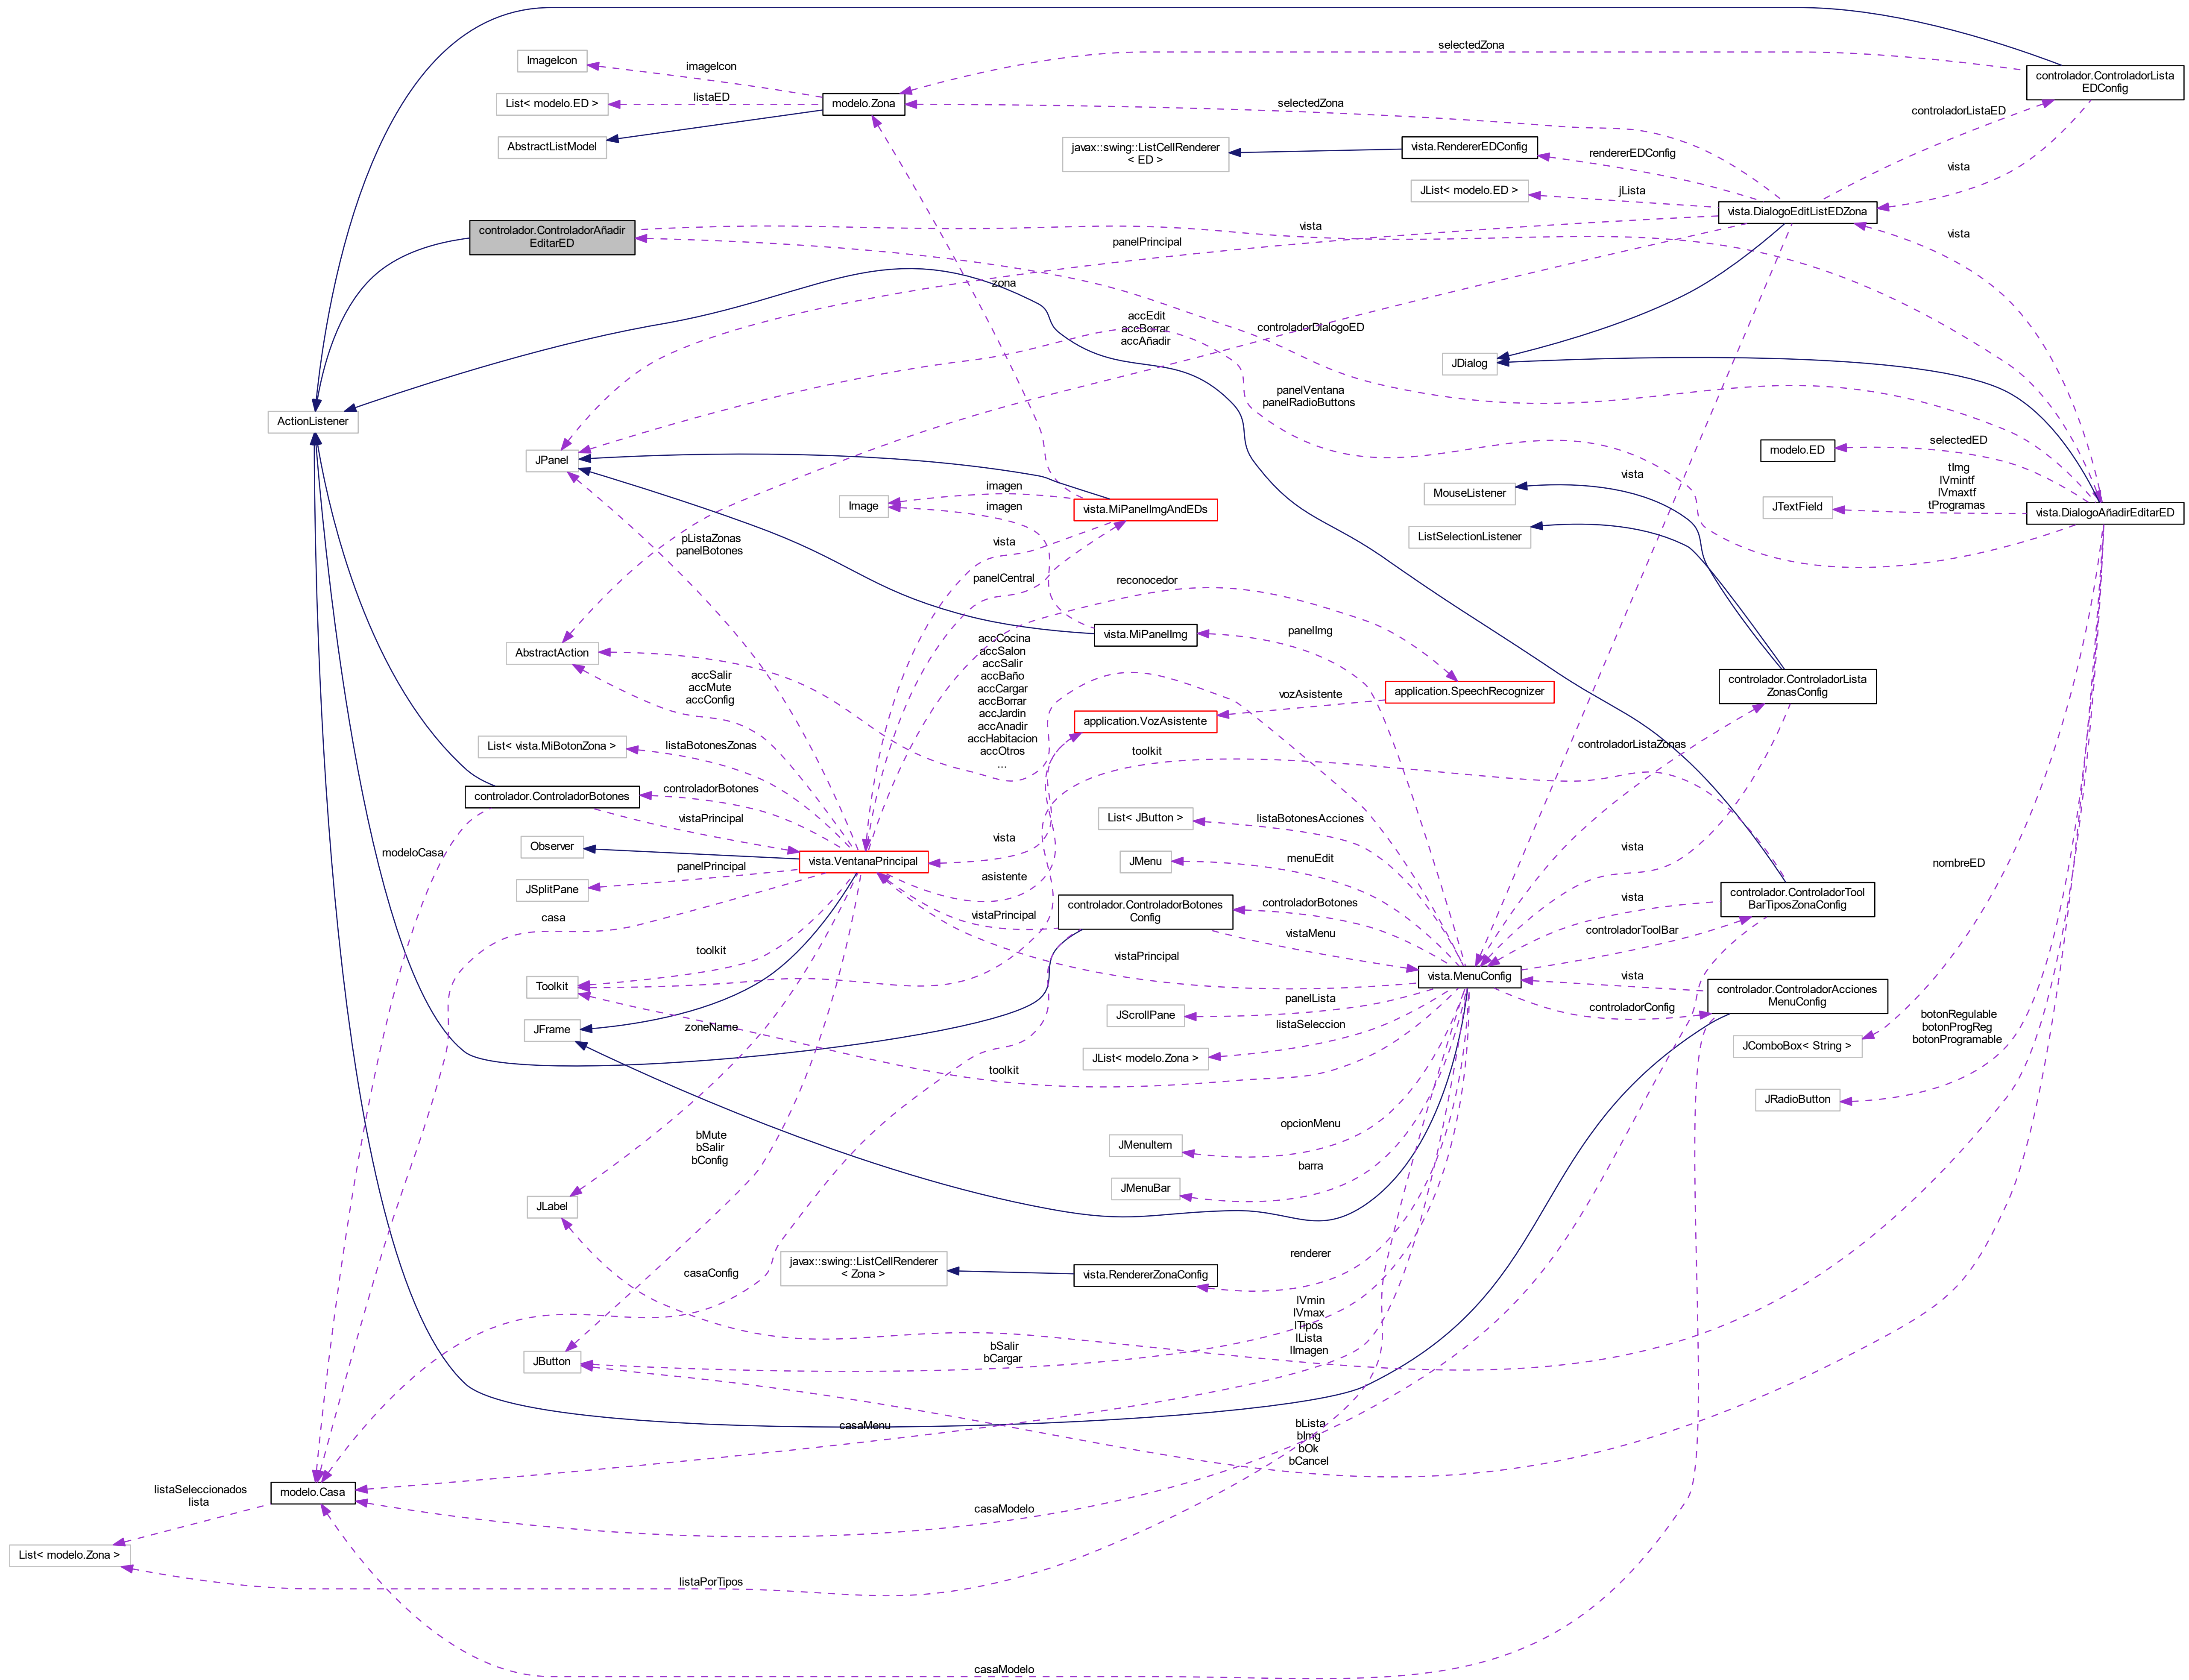 selectedZona
ImageIcon
imageIcon
controlador.ControladorLista
EDConfig
List< modelo.ED >
listaED
modelo.Zona
selectedZona
controladorListaED
AbstractListModel
javax::swing::ListCellRenderer
< ED >
vista.RendererEDConfig
rendererEDConfig
vista
JList< modelo.ED >
jLista
vista.DialogoEditListEDZona
controlador.ControladorAñadir
EditarED
vista
panelPrincipal
vista
zona
accEdit
accBorrar
accAñadir
controladorDialogoED
JDialog
panelVentana
panelRadioButtons
ActionListener
JPanel
modelo.ED
selectedED
vista
tImg
lVmintf
lVmaxtf
tProgramas
imagen
MouseListener
Image
imagen
vista.MiPanelImgAndEDs
JTextField
vista.DialogoAñadirEditarED
pListaZonas
panelBotones
vista
ListSelectionListener
panelCentral
reconocedor
vista.MiPanelImg
panelImg
AbstractAction
accCocina
accSalon
accSalir
accBaño
accCargar
accBorrar
accJardin
accAnadir
accHabitacion
accOtros
...
accSalir
accMute
accConfig
vozAsistente
application.SpeechRecognizer
controlador.ControladorLista
ZonasConfig
application.VozAsistente
List< vista.MiBotonZona >
listaBotonesZonas
toolkit
controladorListaZonas
controlador.ControladorBotones
controladorBotones
vistaPrincipal
List< JButton >
listaBotonesAcciones
Observer
vista
modeloCasa
vista.VentanaPrincipal
JMenu
menuEdit
vista
nombreED
JSplitPane
panelPrincipal
asistente
controlador.ControladorBotones
Config
controladorBotones
vista
controlador.ControladorTool
BarTiposZonaConfig
casa
vistaPrincipal
vistaMenu
controladorToolBar
toolkit
vistaPrincipal
vista.MenuConfig
vista
Toolkit
panelLista
controlador.ControladorAcciones
MenuConfig
JScrollPane
controladorConfig
JFrame
zoneName
listaSeleccion
botonRegulable
botonProgReg
botonProgramable
JComboBox< String >
JList< modelo.Zona >
toolkit
JRadioButton
bMute
bSalir
bConfig
opcionMenu
JMenuItem
barra
JMenuBar
JLabel
javax::swing::ListCellRenderer
< Zona >
renderer
casaConfig
vista.RendererZonaConfig
lVmin
lVmax
lTipos
lLista
lImagen
bSalir
bCargar
JButton
casaMenu
bLista
bImg
bOk
bCancel
listaSeleccionados
lista
modelo.Casa
casaModelo
List< modelo.Zona >
listaPorTipos
casaModelo